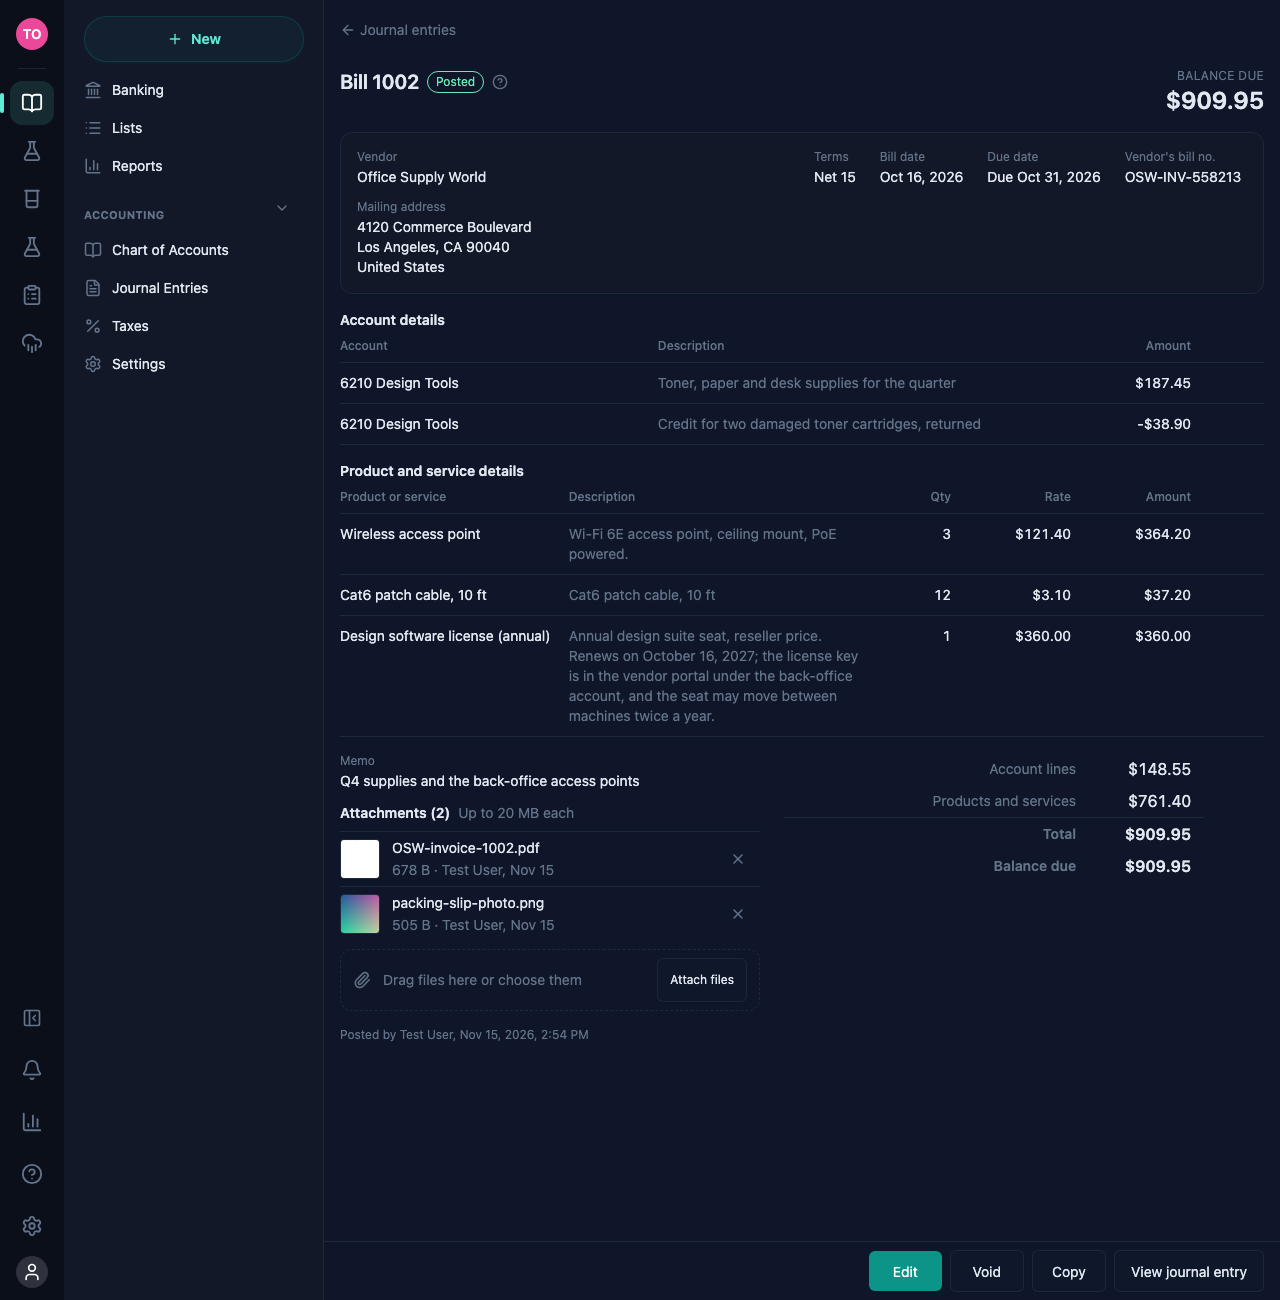 TO
+ New
Banking
Lists
Reports
ACCOUNTING
Chart of Accounts
Journal Entries
Taxes
Settings
← Journal entries
Bill 1002 Posted
BALANCE DUE
$909.95
Vendor
Office Supply World
Mailing address
4120 Commerce Boulevard
Los Angeles, CA 90040
United States
Terms
Net 15
Bill date
Oct 16, 2026
Due date
Due Oct 31, 2026
Vendor's bill no.
OSW-INV-558213
Account details
Account Description Amount
6210 Design Tools Toner, paper and desk supplies for the quarter $187.45
6210 Design Tools Credit for two damaged toner cartridges, returned -$38.90
Product and service details
Product or service Description Qty Rate Amount
Wireless access point Wi-Fi 6E access point, ceiling mount, PoE 3 $121.40 $364.20
powered.
Cat6 patch cable, 10 ft Cat6 patch cable, 10 ft 12 $3.10 $37.20
Design software license (annual) Annual design suite seat, reseller price. 1 $360.00 $360.00
Renews on October 16, 2027; the license key
is in the vendor portal under the back-office
account, and the seat may move between
machines twice a year.
Memo
Q4 supplies and the back-office access points
Attachments (2) Up to 20 MB each
OSW-invoice-1002.pdf
678 B · Test User, Nov 15
packing-slip-photo.png
505 B · Test User, Nov 15
Drag files here or choose them Attach files
Posted by Test User, Nov 15, 2026, 2:54 PM
Account lines $148.55
Products and services $761.40
Total $909.95
Balance due $909.95
Edit Void Copy View journal entry